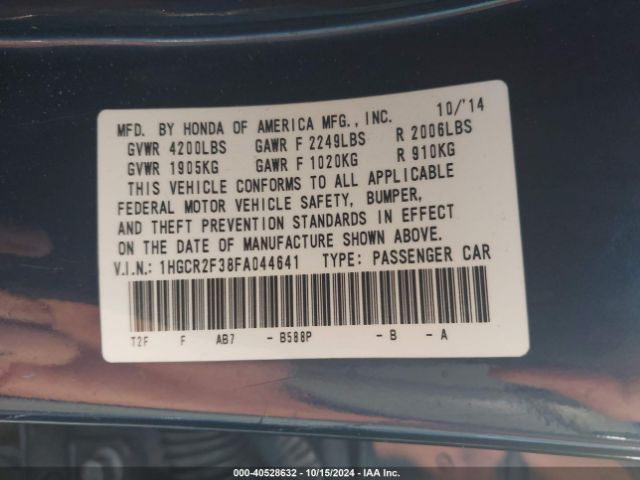 MFD. BY HONDA OF AMERICA MFG., INC. 10/'14
GVWR 4200LBS GAWR F 2249LBS R 2006LBS
GVWR 1905KG GAWR F 1020KG R 910KG
THIS VEHICLE CONFORMS TO ALL APPLICABLE
FEDERAL MOTOR VEHICLE SAFETY, BUMPER,
AND THEFT PREVENTION STANDARDS IN EFFECT
ON THE DATE OF MANUFACTURE SHOWN ABOVE.
V.I.N.: 1HGCR2F38FA044641 TYPE: PASSENGER CAR
T2F F AB7 - B588P - B - A
000-40528632 - 10/15/2024 - IAA Inc.